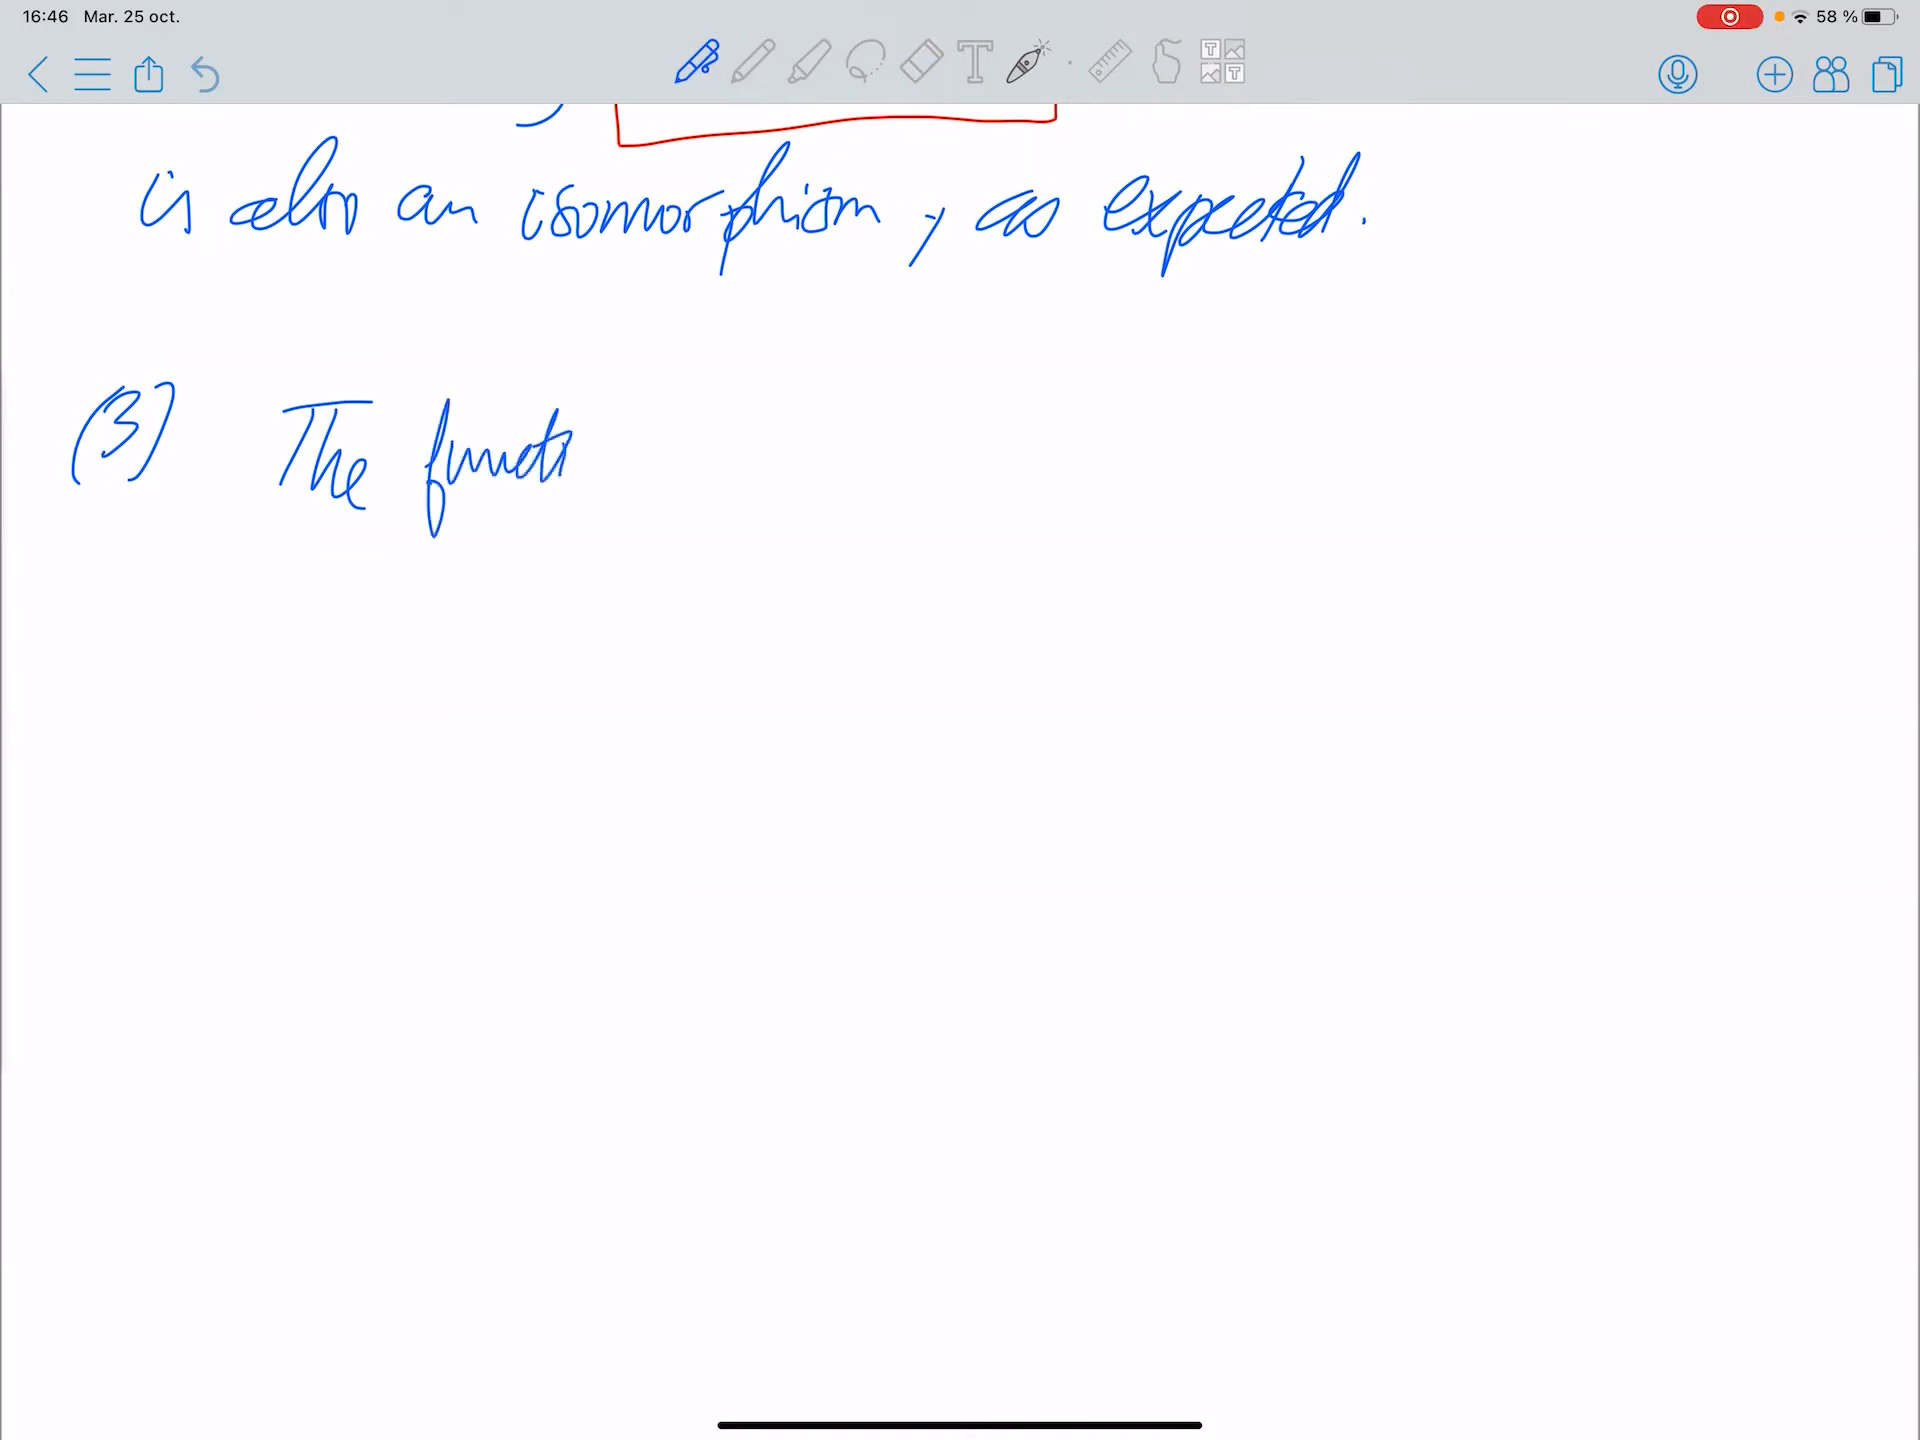 16:46 Mar. 25 oct. 58 %
is also an isomorphism, as expected.
(3) The functi